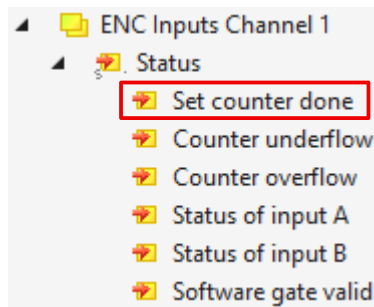 ENC Inputs Channel 1
Status
Set counter done
Counter underflow
Counter overflow
Status of input A
Status of input B
Software gate valid